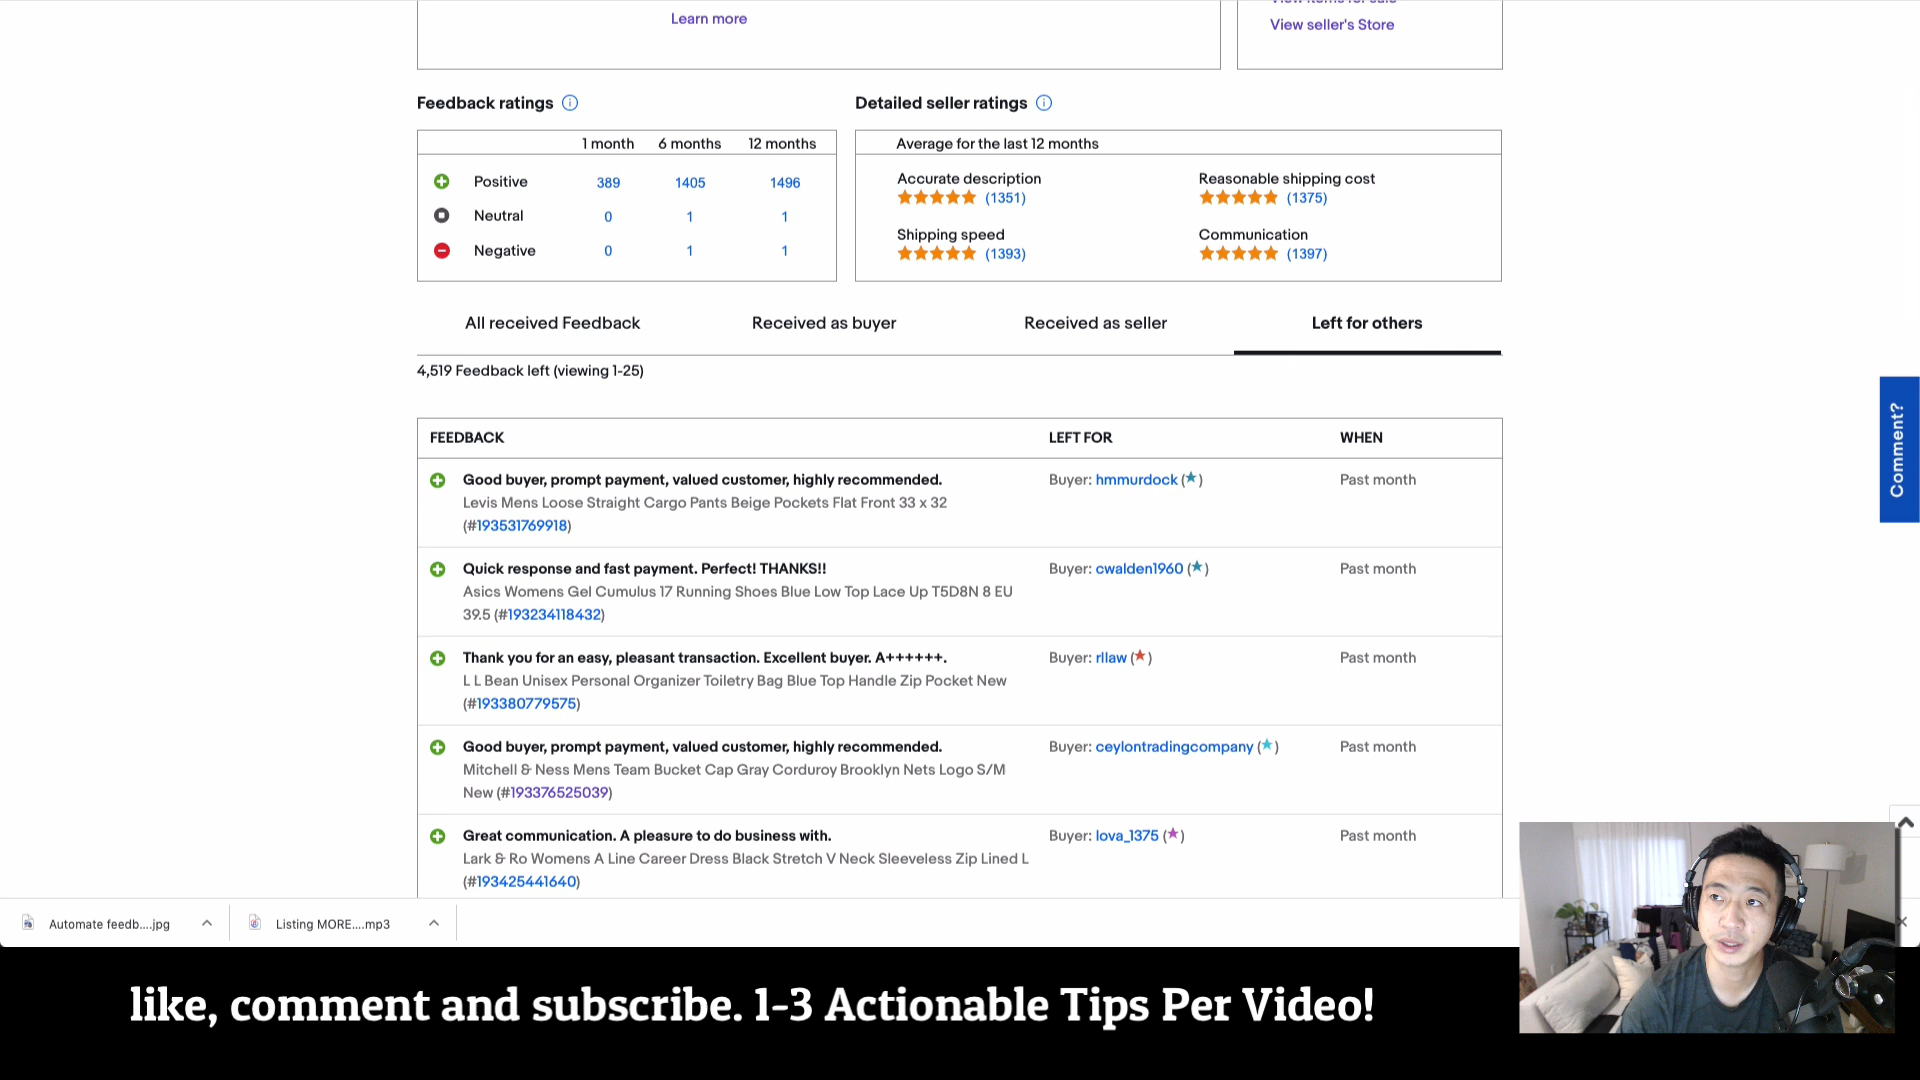 Learn more
View seller's Store
Feedback ratings
Detailed seller ratings
1 month 6 months 12 months
Positive 389 1405 1496
Neutral 0 1 1
Negative 0 1 1
Average for the last 12 months
Accurate description
(1351)
Reasonable shipping cost
(1375)
Shipping speed
(1393)
Communication
(1397)
All received Feedback Received as buyer Received as seller Left for others
4,519 Feedback left (viewing 1-25)
FEEDBACK LEFT FOR WHEN
Good buyer, prompt payment, valued customer, highly recommended. Buyer: hmmurdock (★) Past month
Levis Mens Loose Straight Cargo Pants Beige Pockets Flat Front 33 x 32
(#193531769918)
Quick response and fast payment. Perfect! THANKS!! Buyer: cwalden1960 (★) Past month
Asics Womens Gel Cumulus 17 Running Shoes Blue Low Top Lace Up T5D8N 8 EU
39.5 (#193234118432)
Thank you for an easy, pleasant transaction. Excellent buyer. A++++++. Buyer: rllaw (★) Past month
L L Bean Unisex Personal Organizer Toiletry Bag Blue Top Handle Zip Pocket New
(#193380779575)
Good buyer, prompt payment, valued customer, highly recommended. Buyer: ceylontradingcompany (★) Past month
Mitchell & Ness Mens Team Bucket Cap Gray Corduroy Brooklyn Nets Logo S/M
New (#193376525039)
Great communication. A pleasure to do business with. Buyer: lova_1375 (★) Past month
Lark & Ro Womens A Line Career Dress Black Stretch V Neck Sleeveless Zip Lined L
(#193425441640)
Comment?
Automate feedb....jpg
Listing MORE....mp3
like, comment and subscribe. 1-3 Actionable Tips Per Video!